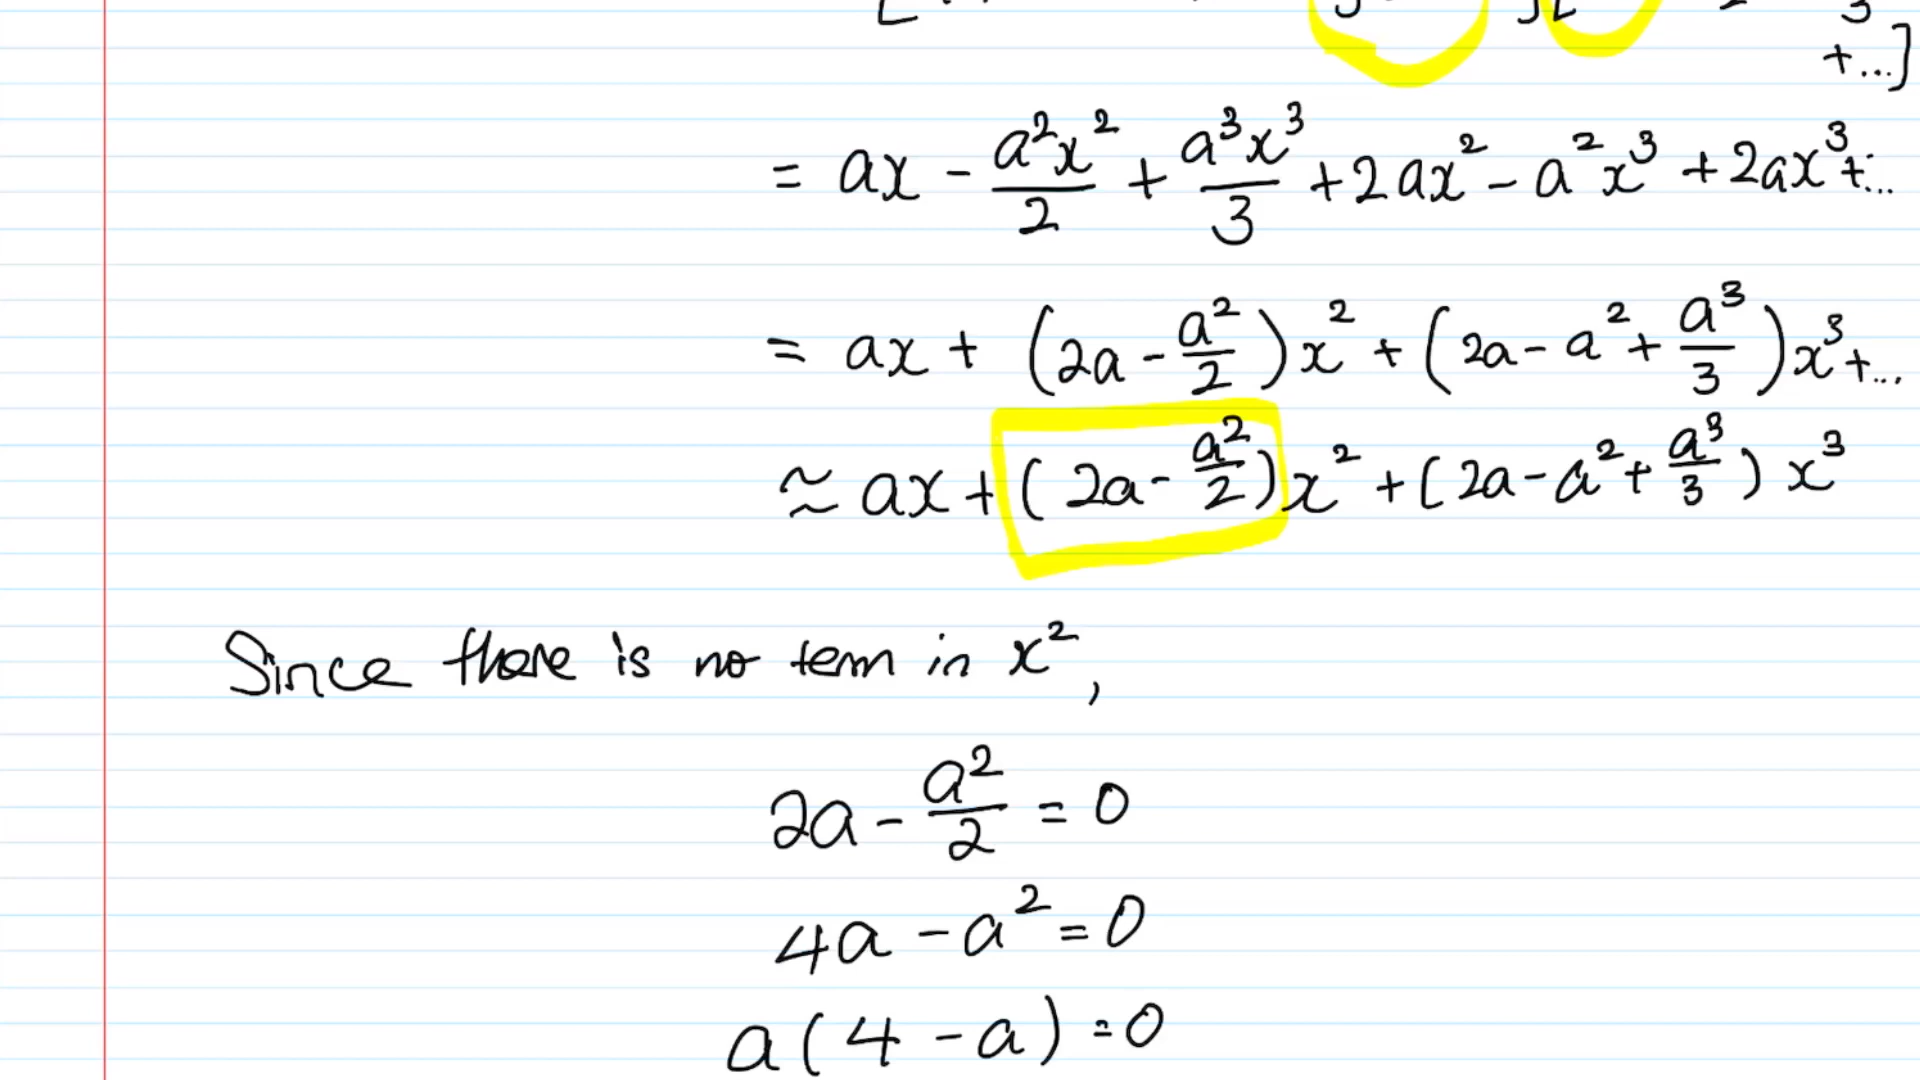 +...]
= ax - a²x²/2 + a³x³/3 + 2ax² - a²x³ + 2ax³+...
= ax + (2a - a²/2)x² + (2a - a² + a³/3)x³+...
≈ ax + (2a - a²/2)x² + (2a - a² + a³/3) x³
Since there is no term in x²,
2a - a²/2 = 0
4a - a² = 0
a(4 - a) = 0